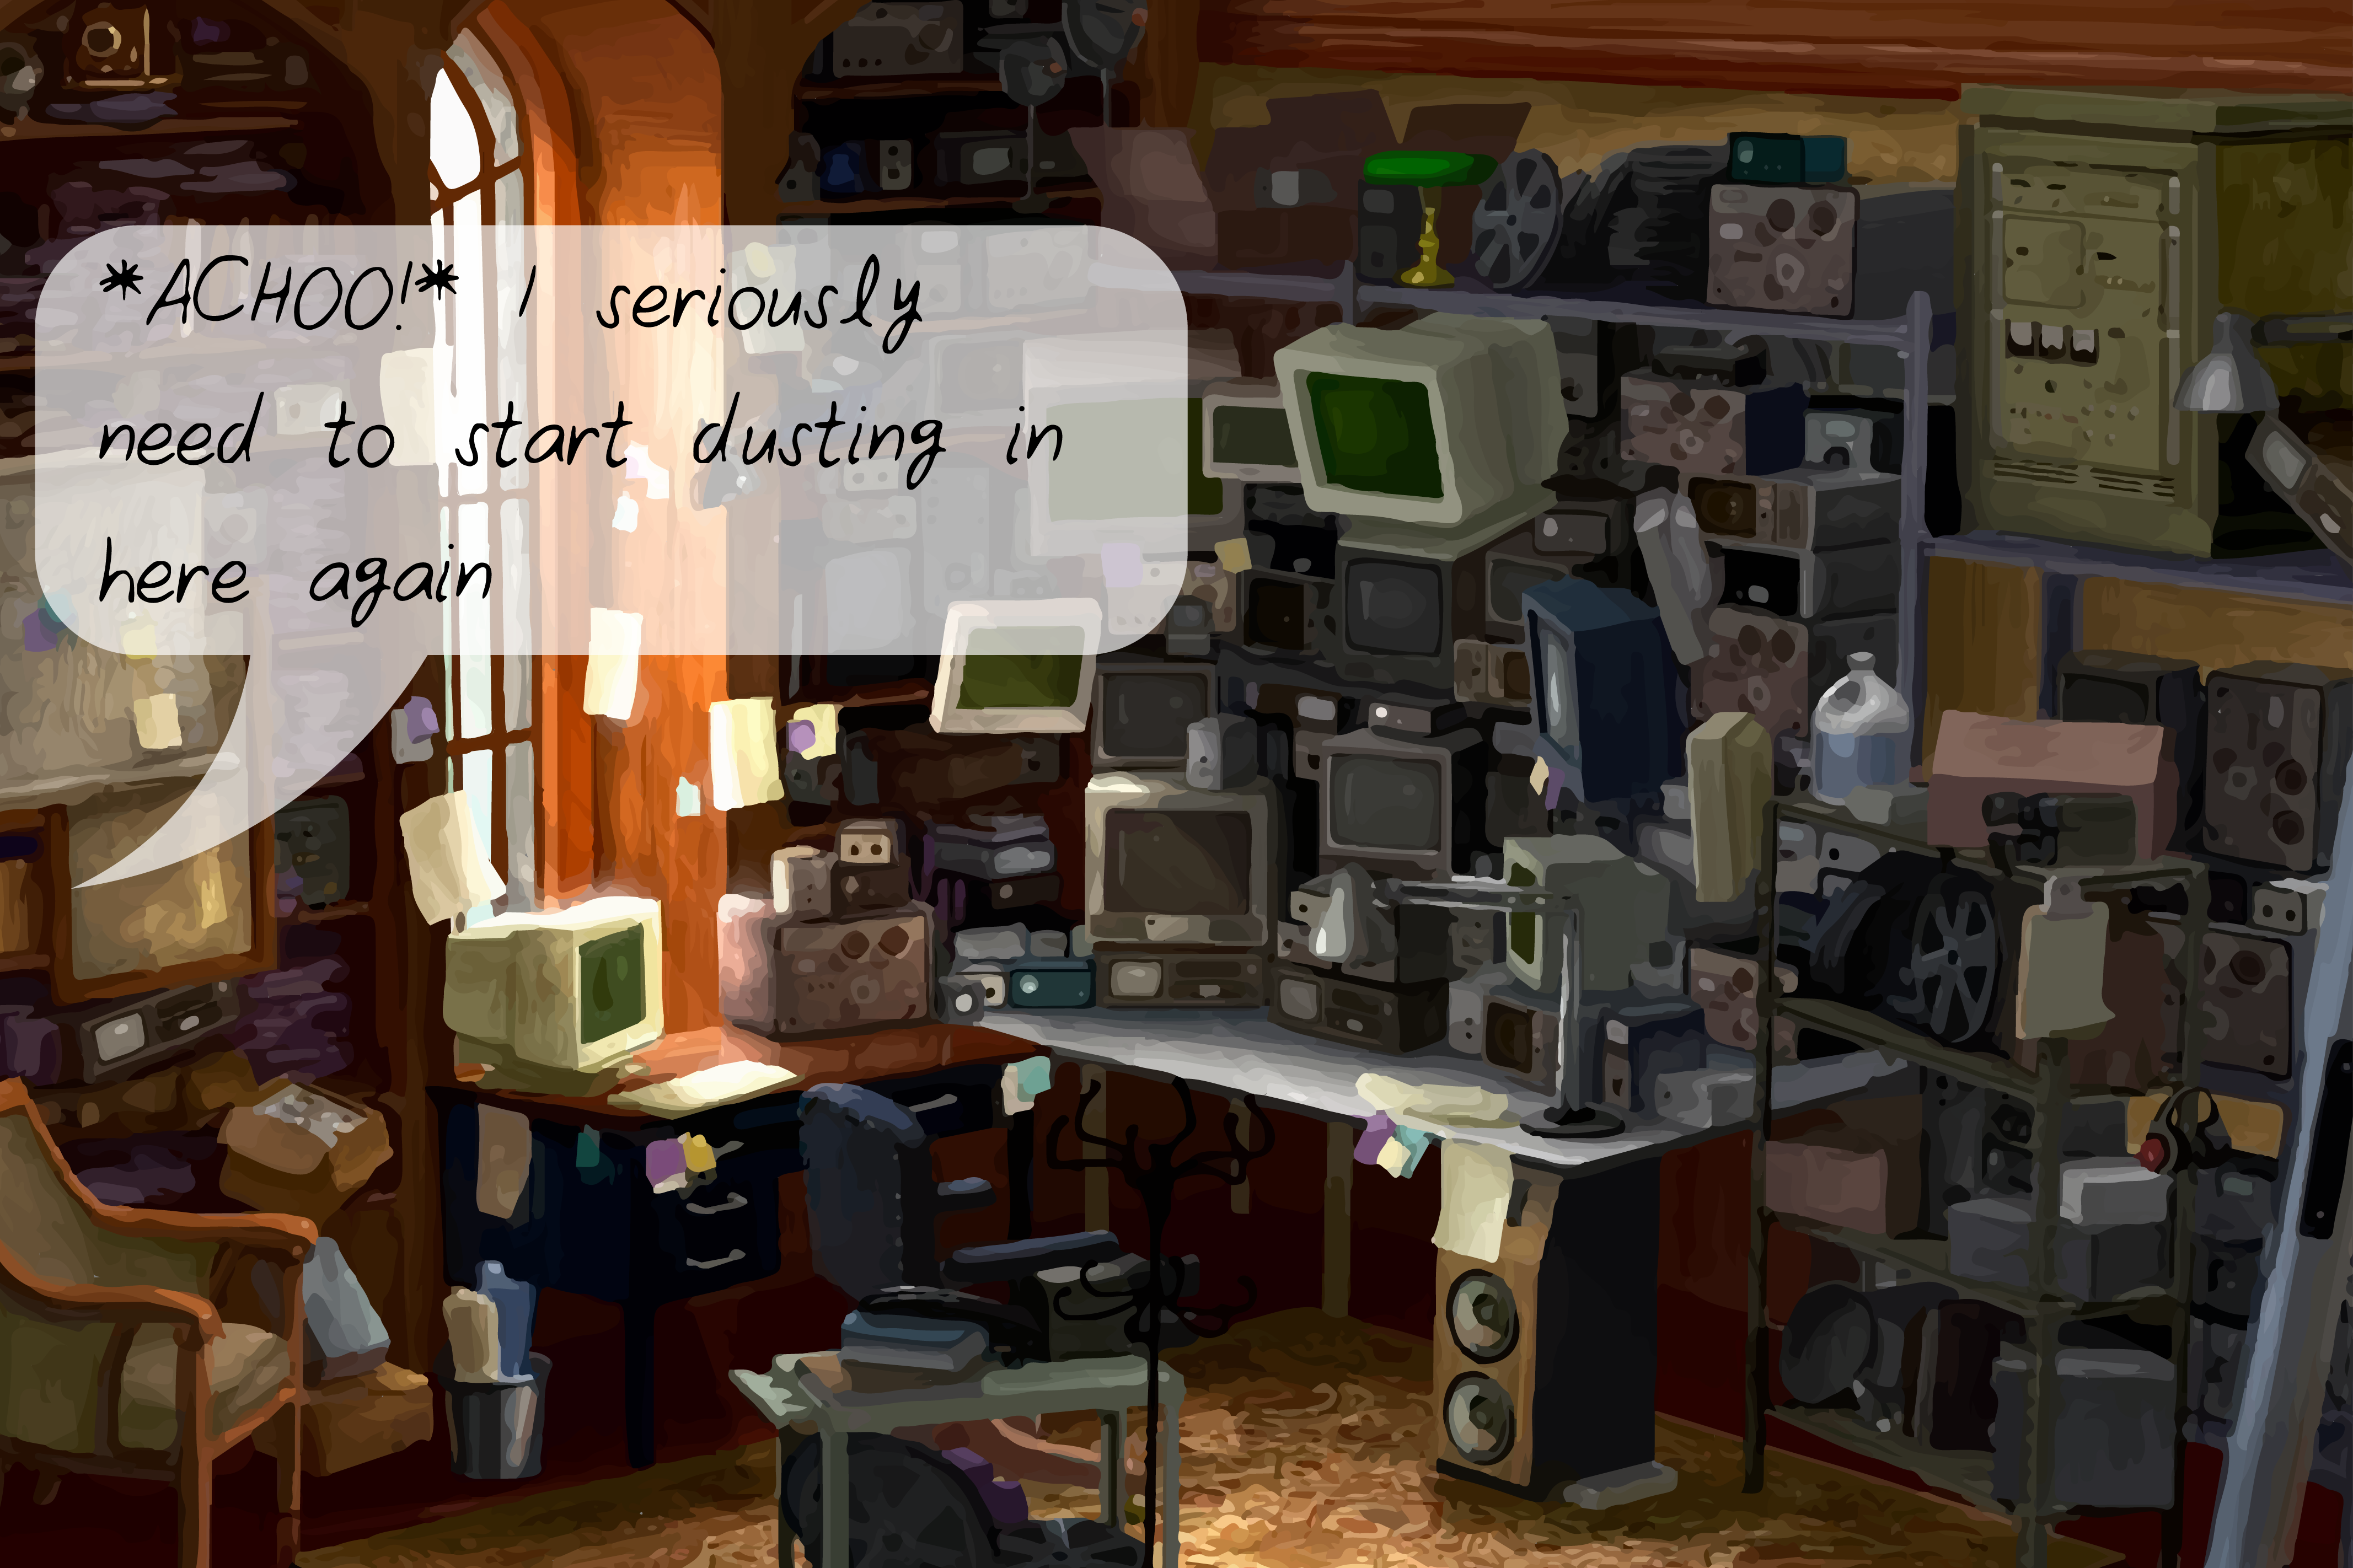 *ACHOO!* I seriously
need to start dusting in
here again